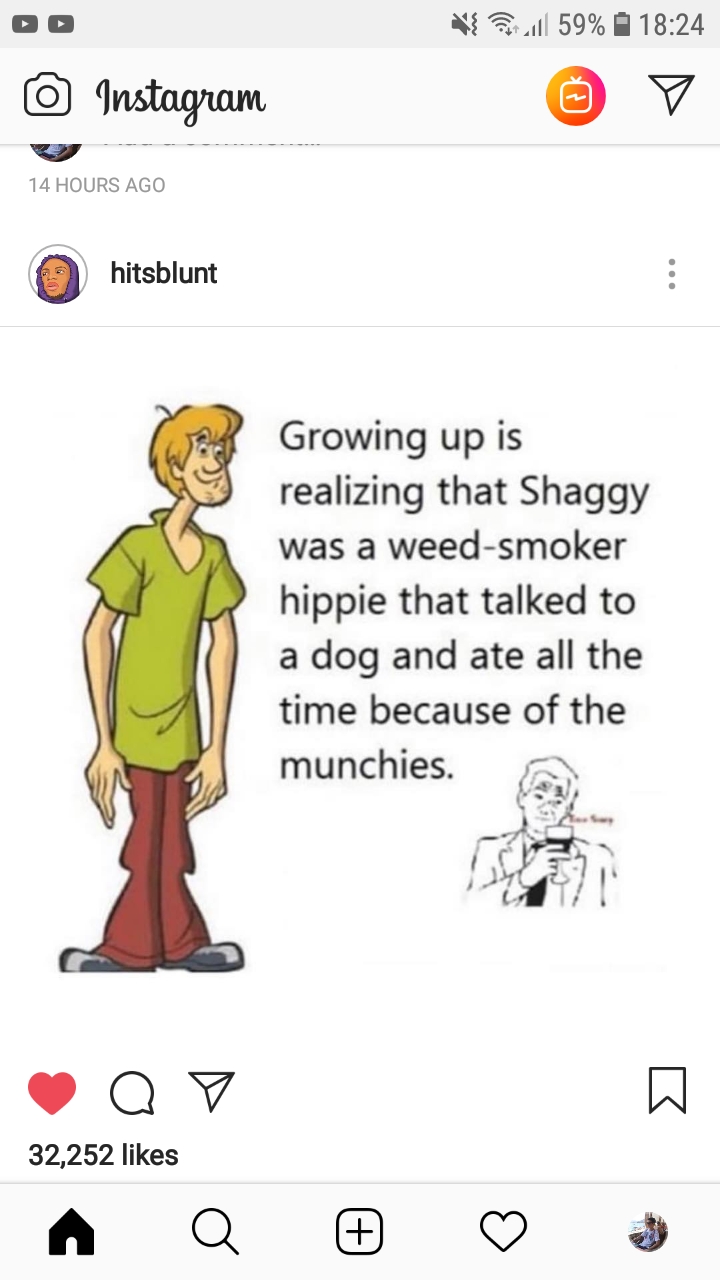 59% 18:24
Instagram
14 HOURS AGO
hitsblunt
Growing up is
realizing that Shaggy
was a weed-smoker
hippie that talked to
a dog and ate all the
time because of the
munchies.
32,252 likes